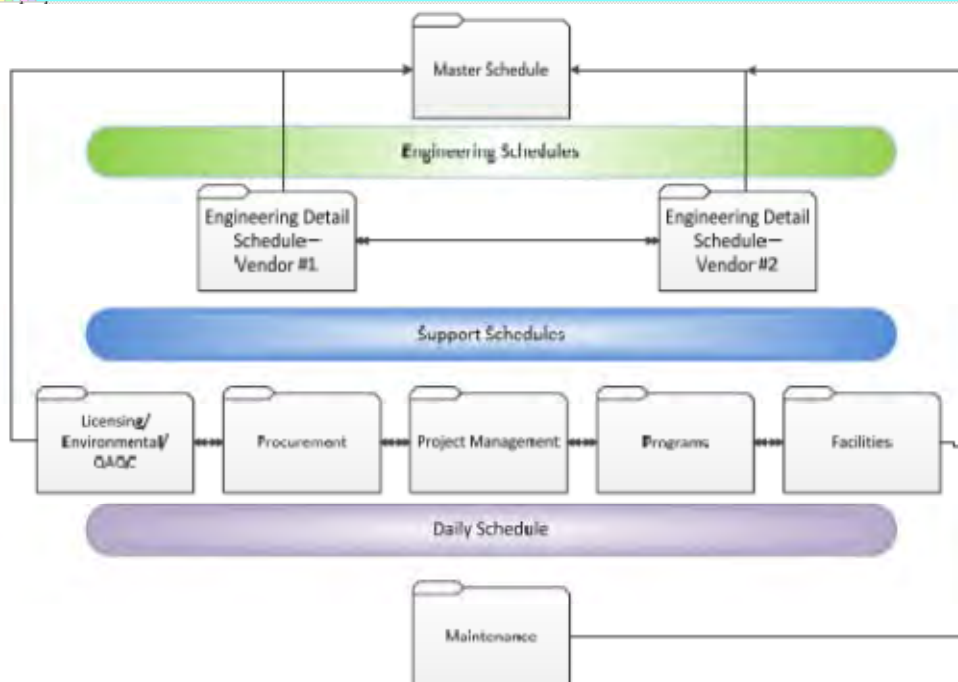 Master Schedule
Engineering Schedules
Engineering Detail
Schedule—
Vendor #1
Engineering Detail
Schedule—
Vendor #2
Support Schedules
Licensing/
Environmental/
QAQC
Procurement
Project Management
Programs
Facilities
Daily Schedule
Maintenance